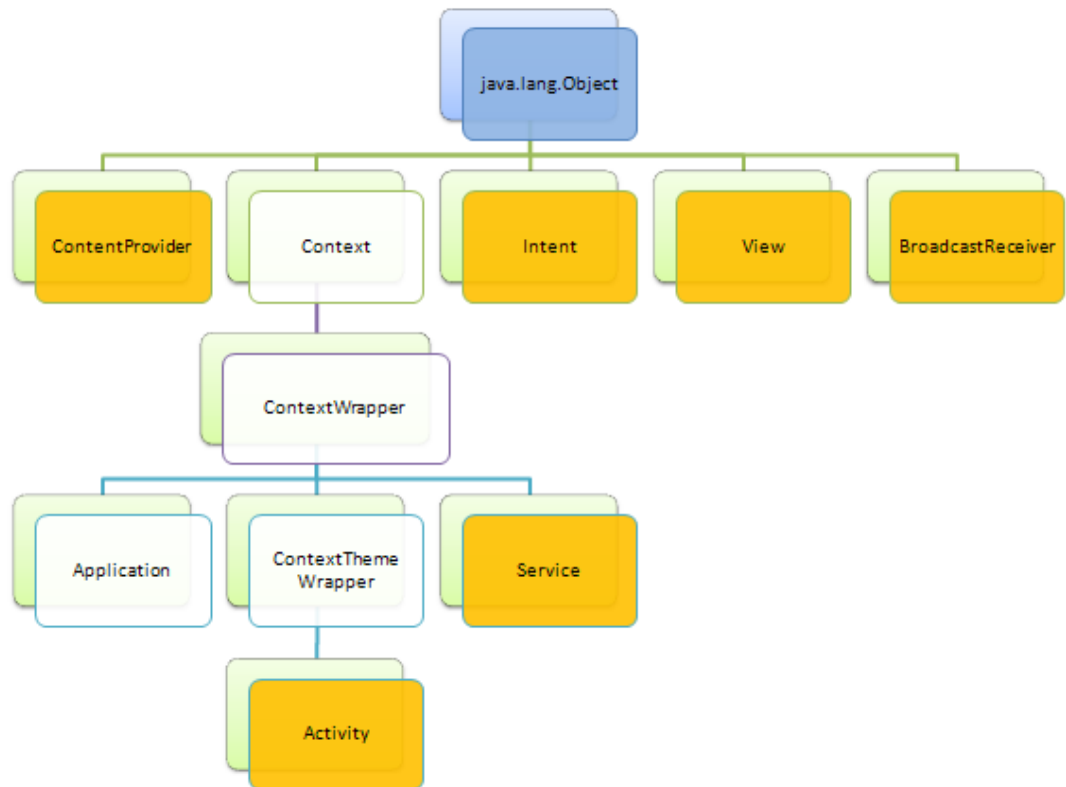 java.lang.Object
ContentProvider
Context
Intent
View
BroadcastReceiver
ContextWrapper
Application
ContextTheme
Wrapper
Service
Activity